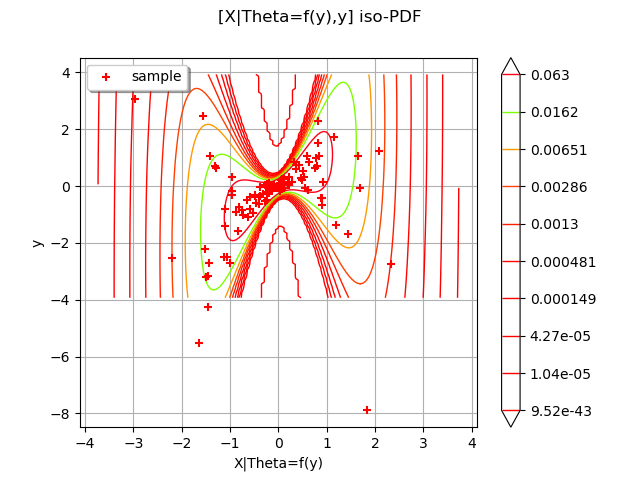 [X|Theta=f(y),y] iso-PDF
sample
y
4
2
0
−2
−4
−6
−8
−4 −3 −2 −1 0 1 2 3 4
X|Theta=f(y)
0.063
0.0162
0.00651
0.00286
0.0013
0.000481
0.000149
4.27e-05
1.04e-05
9.52e-43